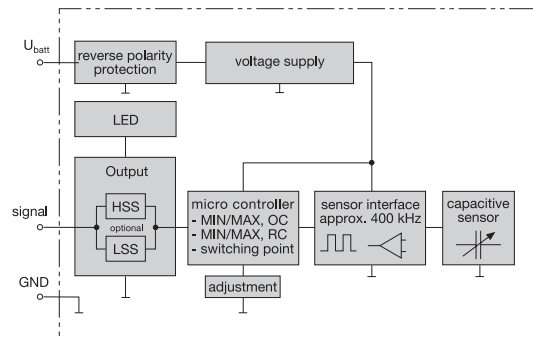 U_batt
reverse polarity
protection
voltage supply
LED
Output
HSS
optional
LSS
signal
micro controller
- MIN/MAX, OC
- MIN/MAX, RC
- switching point
sensor interface
approx. 400 kHz
capacitive
sensor
adjustment
GND